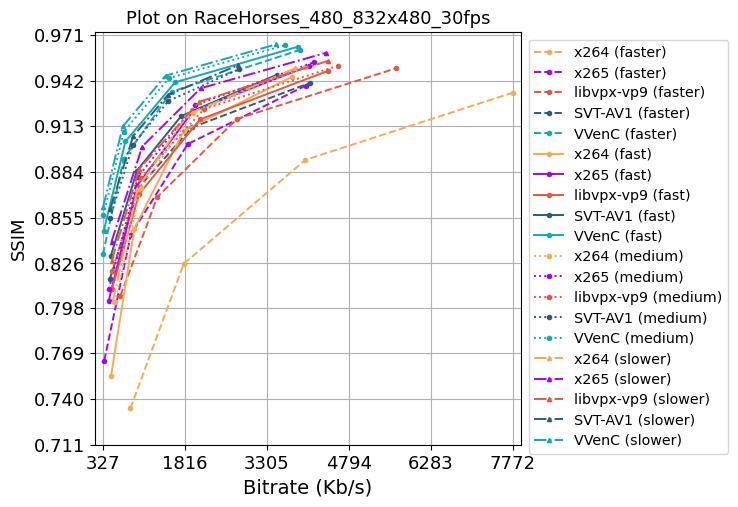 Plot on RaceHorses_480_832x480_30fps
0.971
0.942
0.913
0.884
0.855
0.826
0.798
0.769
0.740
0.711
SSIM
327 1816 3305 4794 6283 7772
Bitrate (Kb/s)
x264 (faster)
x265 (faster)
libvpx-vp9 (faster)
SVT-AV1 (faster)
VVenC (faster)
x264 (fast)
x265 (fast)
libvpx-vp9 (fast)
SVT-AV1 (fast)
VVenC (fast)
x264 (medium)
x265 (medium)
libvpx-vp9 (medium)
SVT-AV1 (medium)
VVenC (medium)
x264 (slower)
x265 (slower)
libvpx-vp9 (slower)
SVT-AV1 (slower)
VVenC (slower)